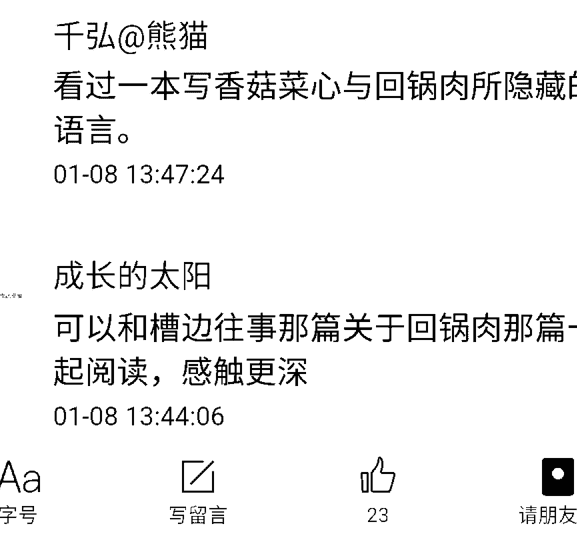 千弘@熊猫
看过一本写香菇菜心与回锅肉所隐藏的
语言。
01-08 13:47:24
成长的太阳
可以和槽边往事那篇关于回锅肉那篇一
起阅读，感触更深
01-08 13:44:06
Aa
字号
写留言
23
请朋友